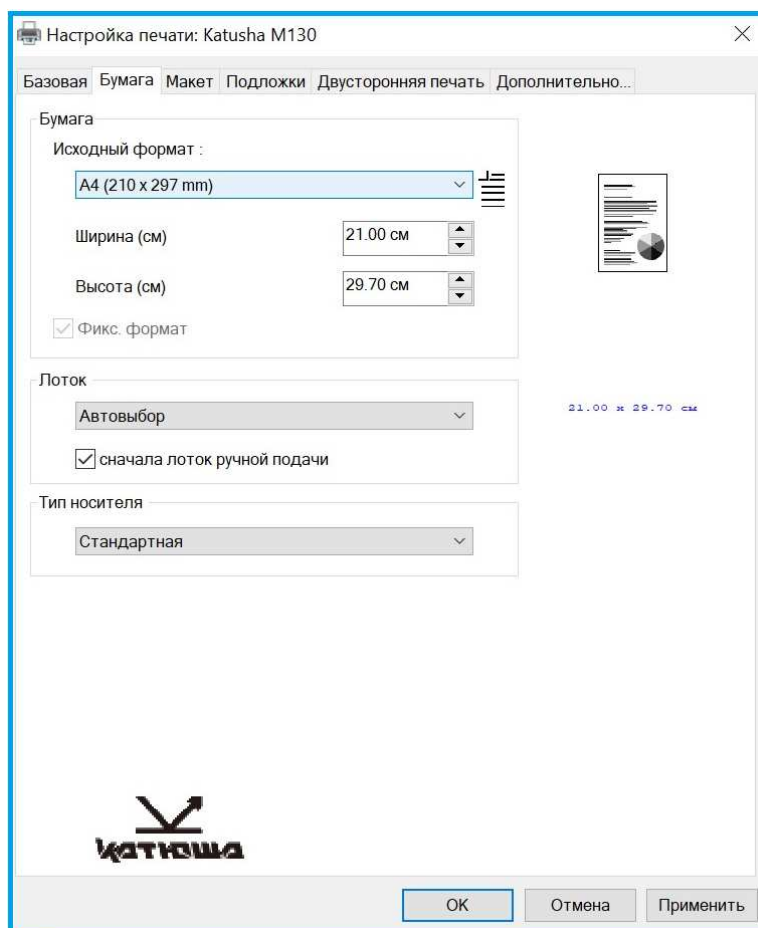 Настройка печати: Katusha M130
Базовая Бумага Макет Подложки Двусторонняя печать Дополнительно...
Бумага
Исходный формат :
A4 (210 x 297 mm)
Ширина (см)
21.00 см
Высота (см)
29.70 см
Фикс. формат
Лоток
Автовыбор
21.00 x 29.70 см
сначала лоток ручной подачи
Тип носителя
Стандартная
катюша
OK Отмена Применить